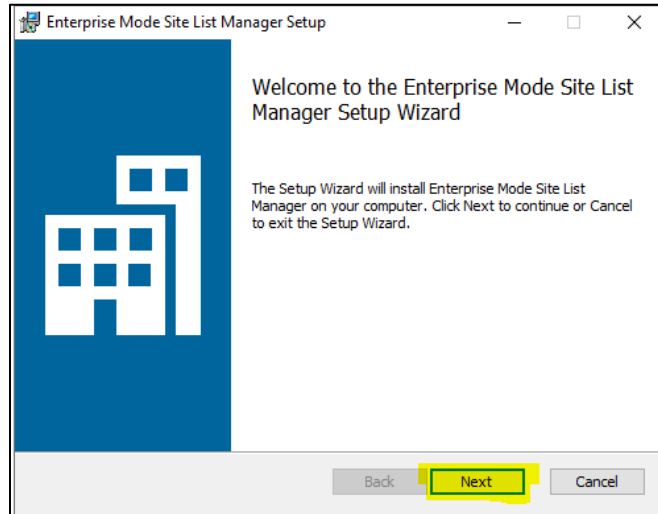 Enterprise Mode Site List Manager Setup
Welcome to the Enterprise Mode Site List
Manager Setup Wizard
The Setup Wizard will install Enterprise Mode Site List
Manager on your computer. Click Next to continue or Cancel
to exit the Setup Wizard.
Back Next Cancel